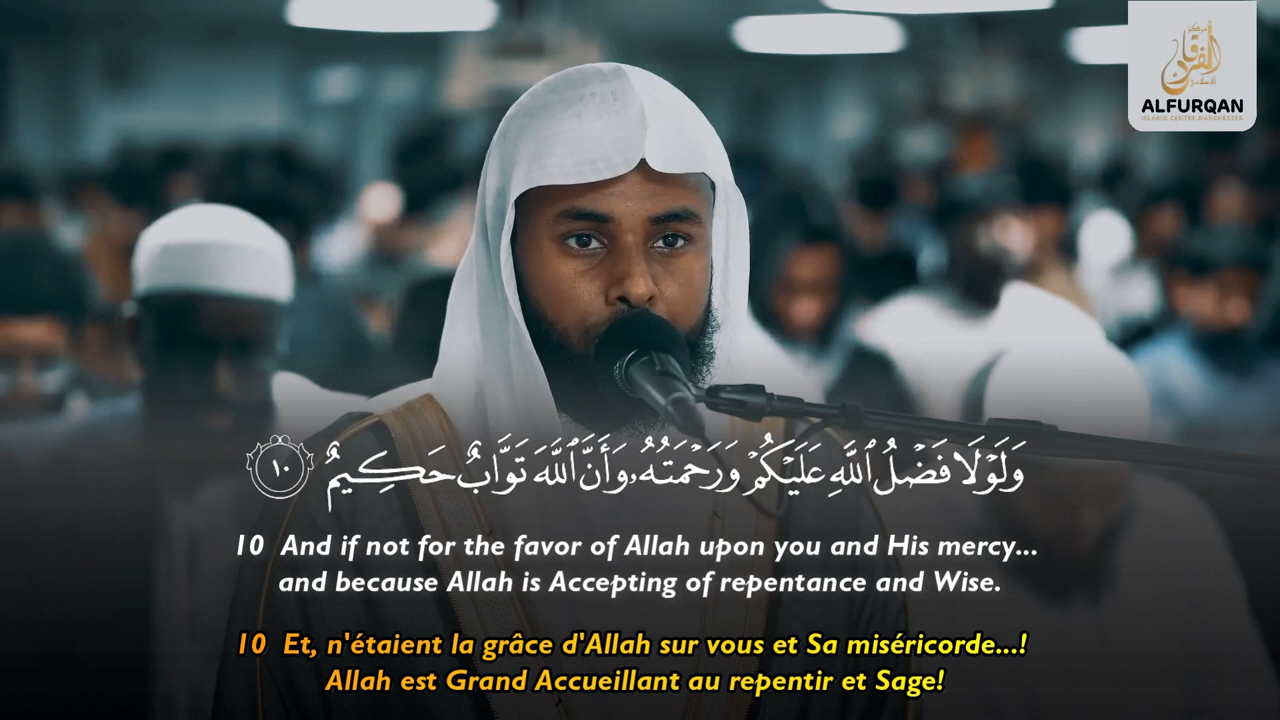 ALFURQAN
ISLAMIC CENTRE MANCHESTER
وَلَوْلَا فَضْلُ ٱللَّهِ عَلَيْكُمْ وَرَحْمَتُهُۥ وَأَنَّ ٱللَّهَ تَوَّابٌ حَكِيمٌ ١٠
10 And if not for the favor of Allah upon you and His mercy...
and because Allah is Accepting of repentance and Wise.
10 Et, n'étaient la grâce d'Allah sur vous et Sa miséricorde...!
Allah est Grand Accueillant au repentir et Sage!